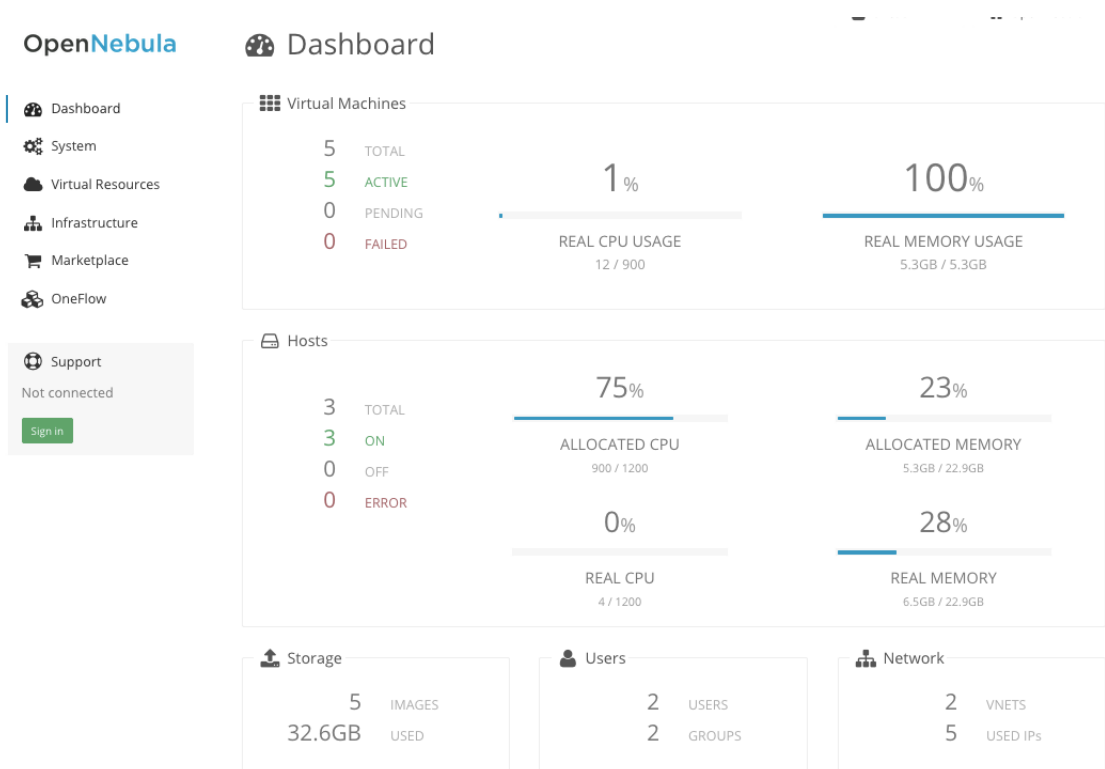 OpenNebula
Dashboard
System
Virtual Resources
Infrastructure
Marketplace
OneFlow
Support
Not connected
Sign in
Dashboard
Virtual Machines
5 TOTAL
5 ACTIVE
0 PENDING
0 FAILED
1%
REAL CPU USAGE
12 / 900
100%
REAL MEMORY USAGE
5.3GB / 5.3GB
Hosts
3 TOTAL
3 ON
0 OFF
0 ERROR
75%
ALLOCATED CPU
900 / 1200
23%
ALLOCATED MEMORY
5.3GB / 22.9GB
0%
REAL CPU
4 / 1200
28%
REAL MEMORY
6.5GB / 22.9GB
Storage
5 IMAGES
32.6GB USED
Users
2 USERS
2 GROUPS
Network
2 VNETS
5 USED IPs